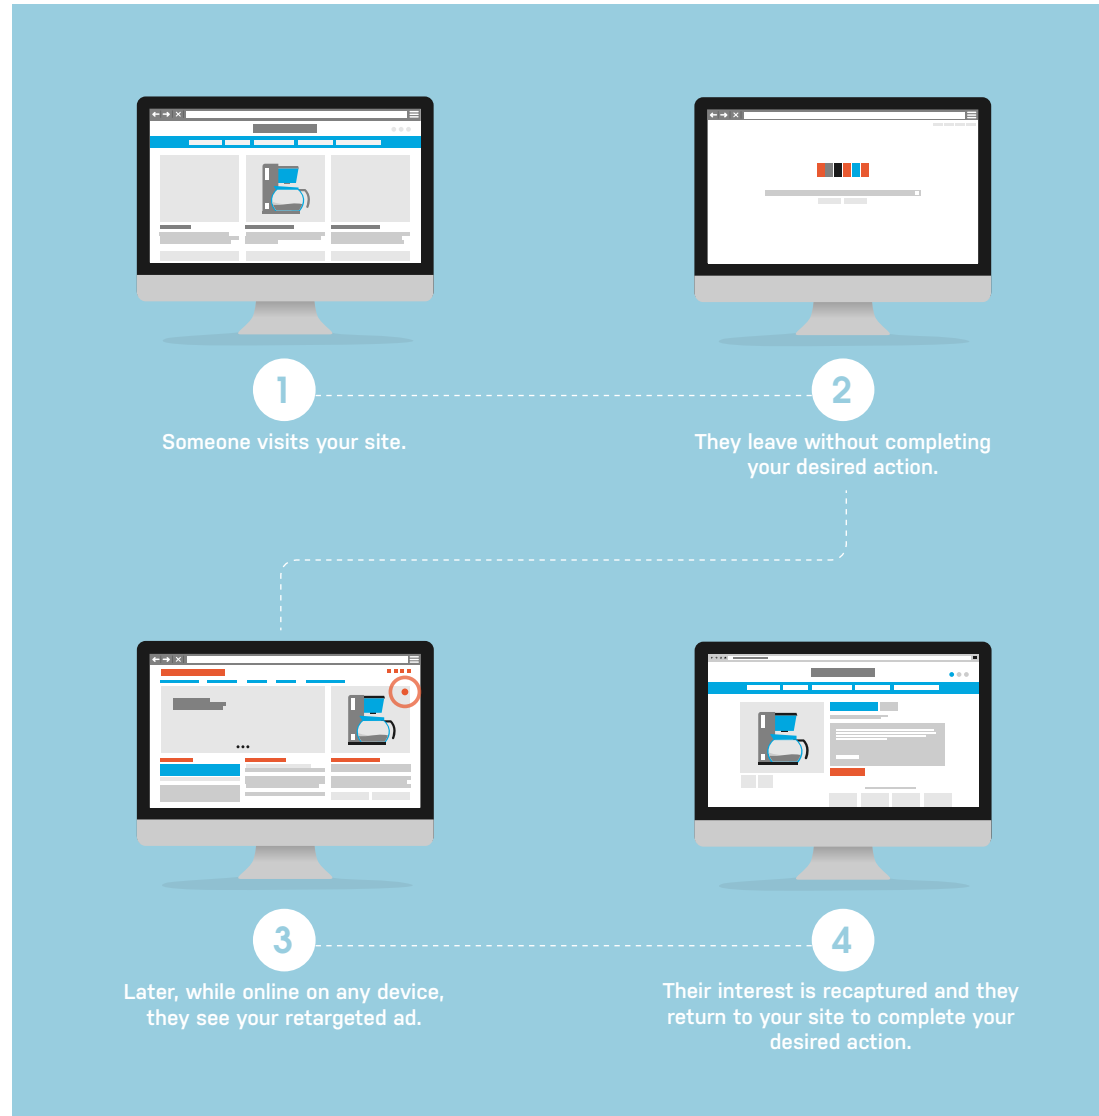 1
Someone visits your site.
2
They leave without completing
your desired action.
3
Later, while online on any device,
they see your retargeted ad.
4
Their interest is recaptured and they
return to your site to complete your
desired action.